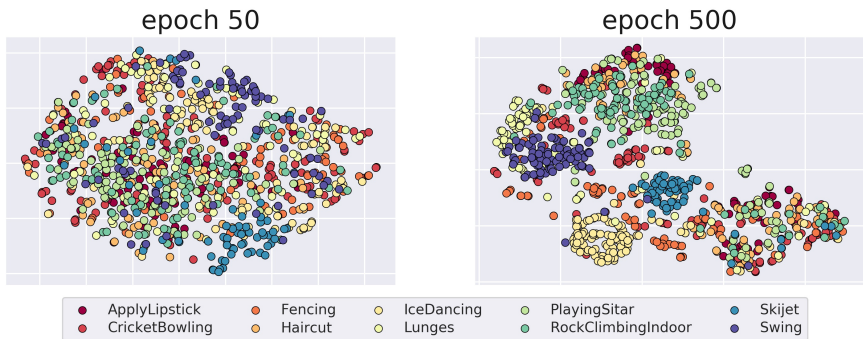 epoch 50
epoch 500
ApplyLipstick Fencing IceDancing PlayingSitar Skijet
CricketBowling Haircut Lunges RockClimbingIndoor Swing